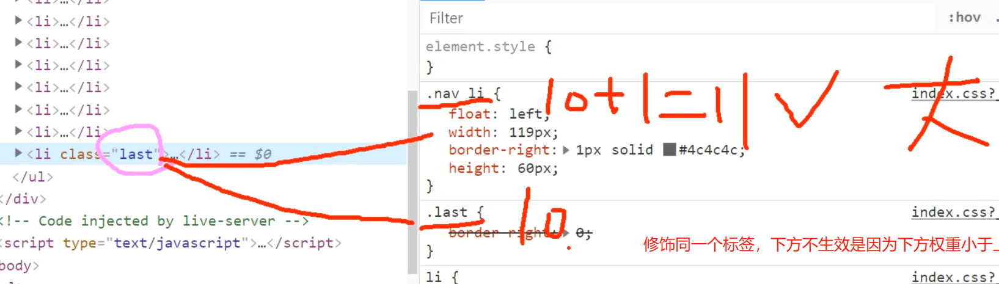 <li>…</li>
<li>…</li>
<li>…</li>
<li>…</li>
<li>…</li>
<li>…</li>
<li>…</li>
<li class="last">…</li> == $0
</ul>
</div>
<!-- Code injected by live-server -->
<script type="text/javascript">…</script>
body>
Filter
:hov
element.style {
}
.nav li {
index.css?
float: left;
width: 119px;
border-right: 1px solid #4c4c4c;
height: 60px;
}
10+1=11 ✓ 大
.last {
index.css?
border-right: 0;
}
10
修饰同一个标签，下方不生效是因为下方权重小于
li {
index.css?